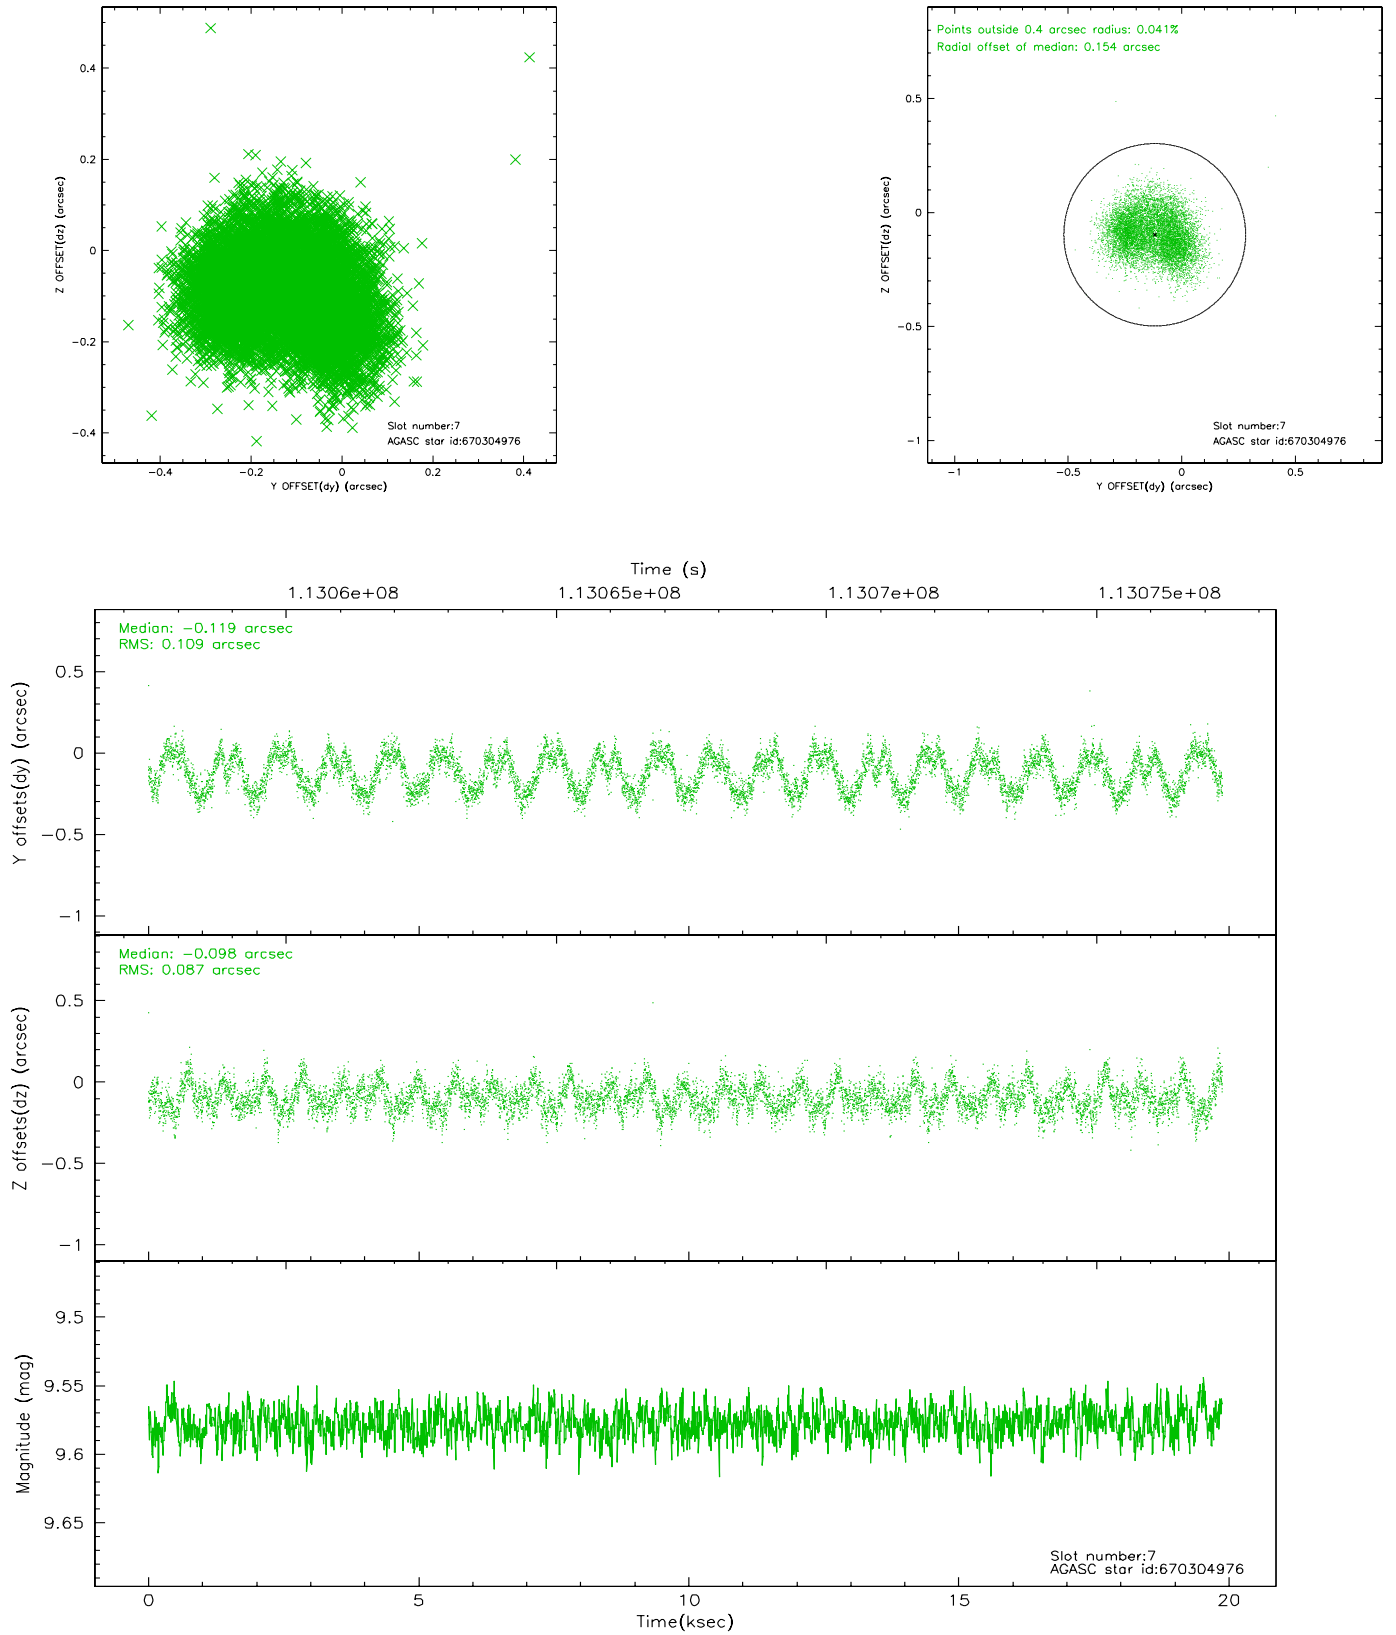 0.4
0.2
0
−0.2
−0.4
Z OFFSET(dz) (arcsec)
Slot number:7
AGASC star id:670304976
−0.4 −0.2 0 0.2 0.4
Y OFFSET(dy) (arcsec)
Points outside 0.4 arcsec radius: 0.041%
Radial offset of median: 0.154 arcsec
0.5
0
−0.5
−1
Z OFFSET(dz) (arcsec)
Slot number:7
AGASC star id:670304976
−1 −0.5 0 0.5
Y OFFSET(dy) (arcsec)
Time (s)
1.1306e+08 1.13065e+08 1.1307e+08 1.13075e+08
Median: −0.119 arcsec
RMS: 0.109 arcsec
0.5
0
−0.5
−1
Y offsets(dy) (arcsec)
Median: −0.098 arcsec
RMS: 0.087 arcsec
0.5
0
−0.5
−1
Z offsets(dz) (arcsec)
9.5
9.55
9.6
9.65
Magnitude (mag)
Slot number:7
AGASC star id:670304976
0 5 10 15 20
Time(ksec)